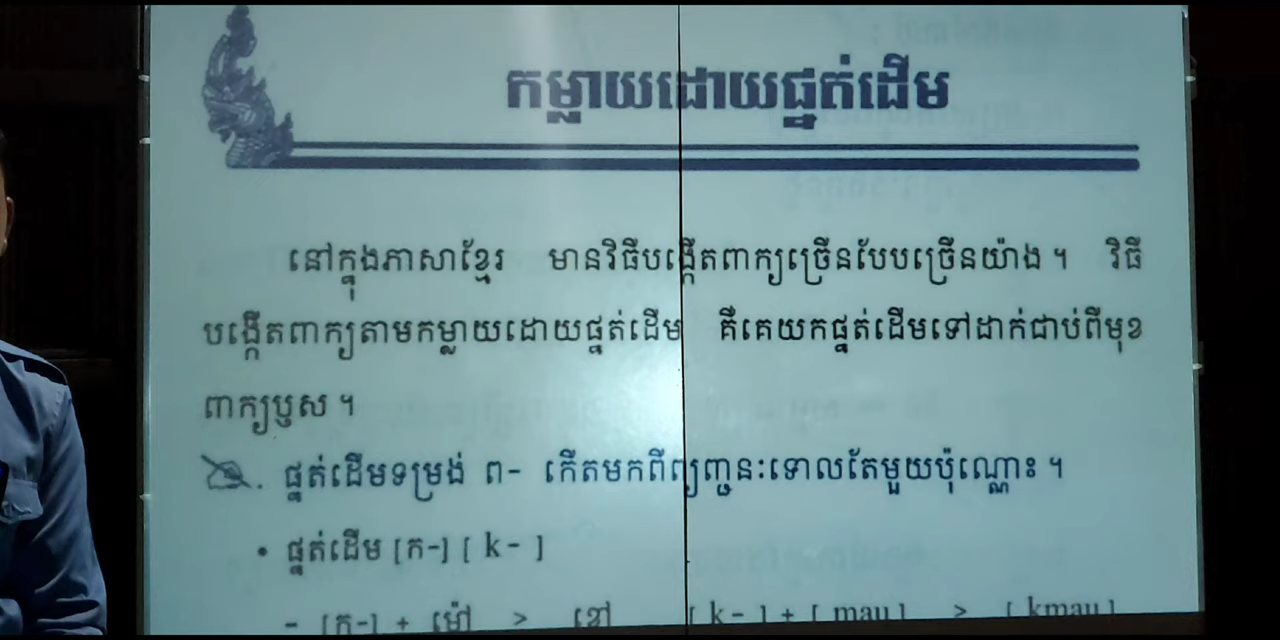 កម្លាយដោយផ្នត់ដើម
នៅក្នុងភាសាខ្មែរ មានវិធីបង្កើតពាក្យច្រើនបែបច្រើនយ៉ាង ។ វិធី
បង្កើតពាក្យតាមកម្លាយដោយផ្នត់ដើម គឺគេយកផ្នត់ដើមទៅដាក់ជាប់ពីមុខ
ពាក្យឫស ។
ផ្នត់ដើមទម្រង់ ព- កើតមកពីព្យញ្ជនៈទោលតែមួយប៉ុណ្ណោះ ។
• ផ្នត់ដើម [ក-] [ k- ]
- [ក-] + ម៉ៅ > ខៅ [ k- ] + [ mau ] > [ kmau ]